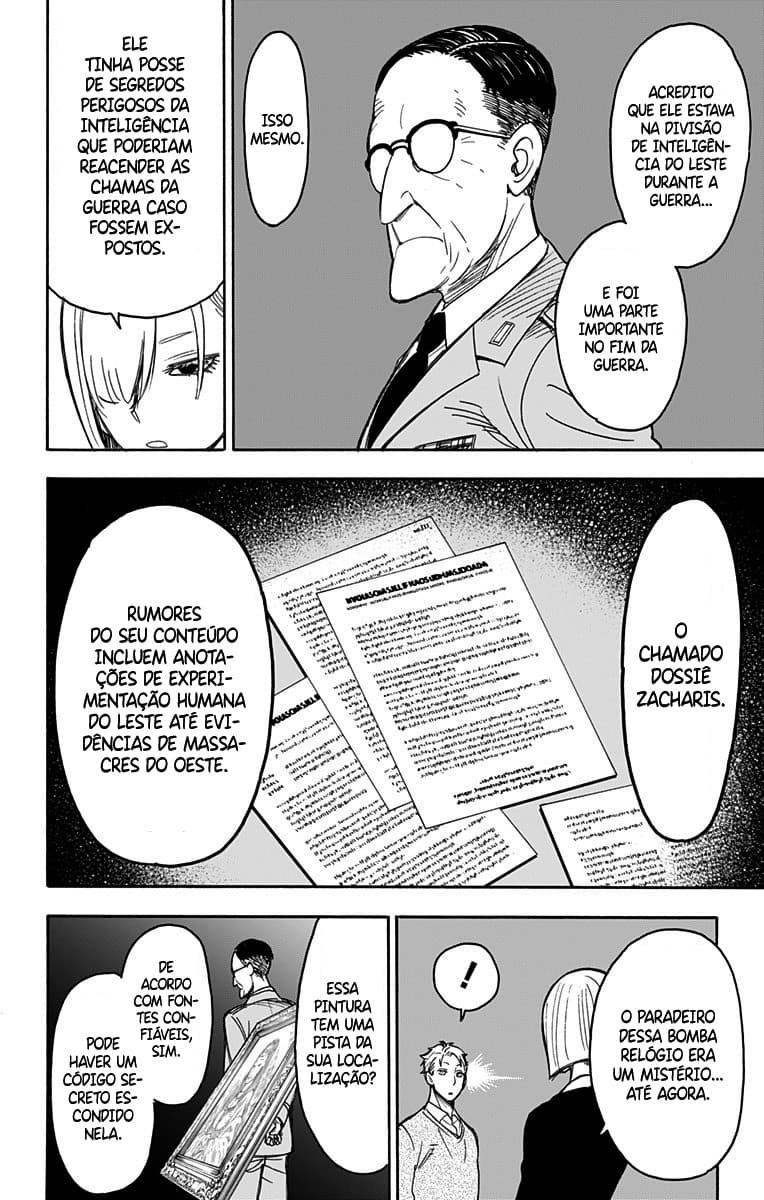 ACREDITO
QUE ELE ESTAVA
NA DIVISÃO
DE INTELIGÊN-
CIA DO LESTE
DURANTE A
GUERRA...
E FOI
UMA PARTE
IMPORTANTE
NO FIM DA
GUERRA.
ISSO
MESMO.
ELE
TINHA POSSE
DE SEGREDOS
PERIGOSOS DA
INTELIGÊNCIA
QUE PODERIAM
REACENDER AS
CHAMAS DA
GUERRA CASO
FOSSEM EX-
POSTOS.
O
CHAMADO
DOSSIÊ
ZACHARIS.
RUMORES
DO SEU CONTEÚDO
INCLUEM ANOTA-
ÇÕES DE EXPERI-
MENTAÇÃO HUMANA
DO LESTE ATÉ EVI-
DÊNCIAS DE MASSA-
CRES DO OESTE.
O PARADEIRO
DESSA BOMBA
RELÓGIO ERA
UM MISTÉRIO...
ATÉ AGORA.
!
ESSA
PINTURA
TEM UMA
PISTA DA
SUA LOCA-
LIZAÇÃO?
DE
ACORDO
COM FON-
TES CONFI-
ÁVEIS,
SIM.
PODE
HAVER UM
CÓDIGO SE-
CRETO ES-
CONDIDO
NELA.